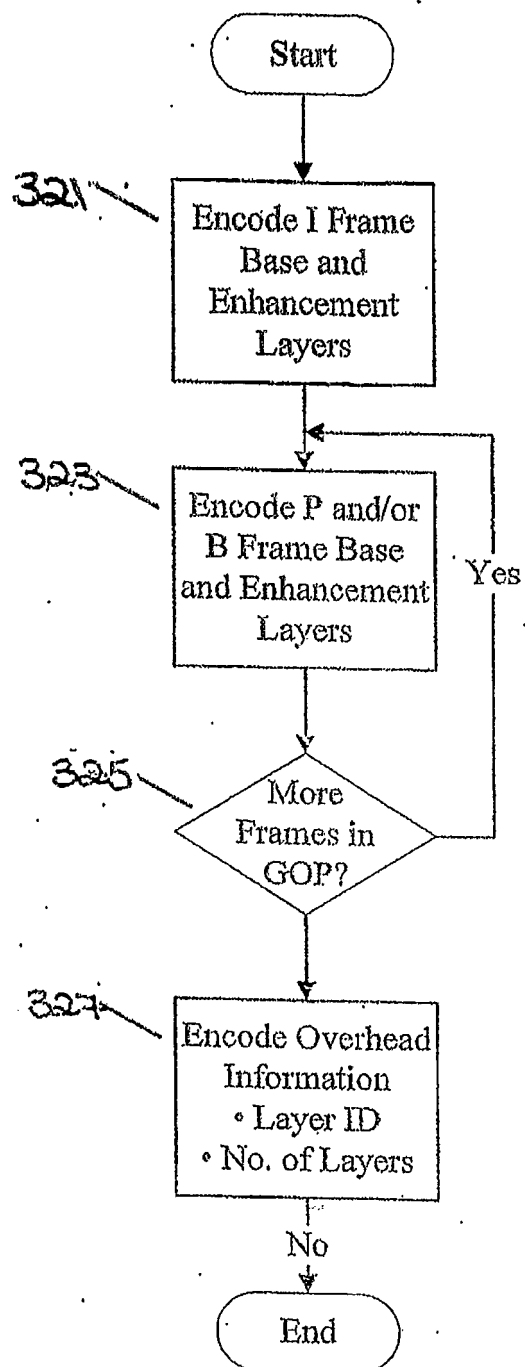 Start
321
Encode I Frame
Base and
Enhancement
Layers
323
Encode P and/or
B Frame Base
and Enhancement
Layers
Yes
325
More
Frames in
GOP?
327
Encode Overhead
Information
• Layer ID
• No. of Layers
No
End